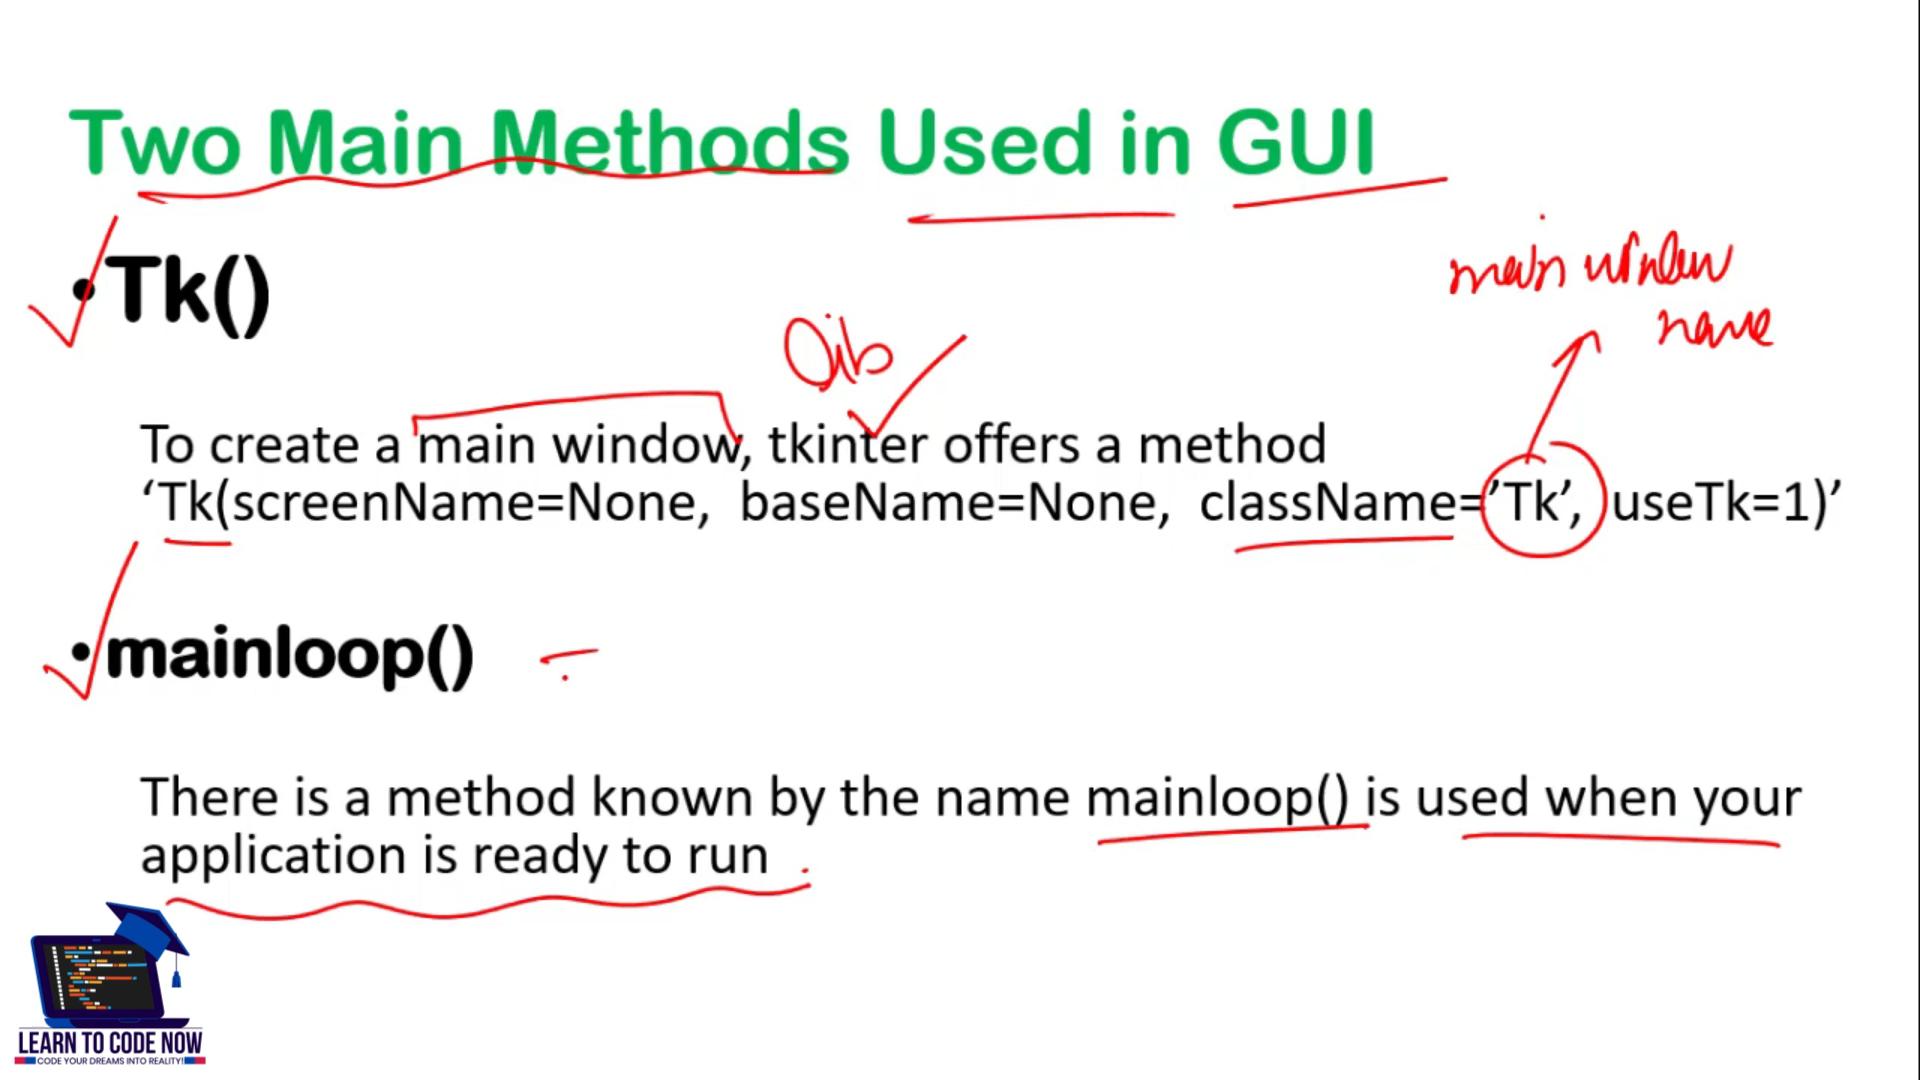 Two Main Methods Used in GUI
•Tk()
main window
name
To create a main window, tkinter offers a method
‘Tk(screenName=None, baseName=None, className=’Tk’, useTk=1)’
•mainloop()
There is a method known by the name mainloop() is used when your
application is ready to run
LEARN TO CODE NOW
CODE YOUR DREAMS INTO REALITY!